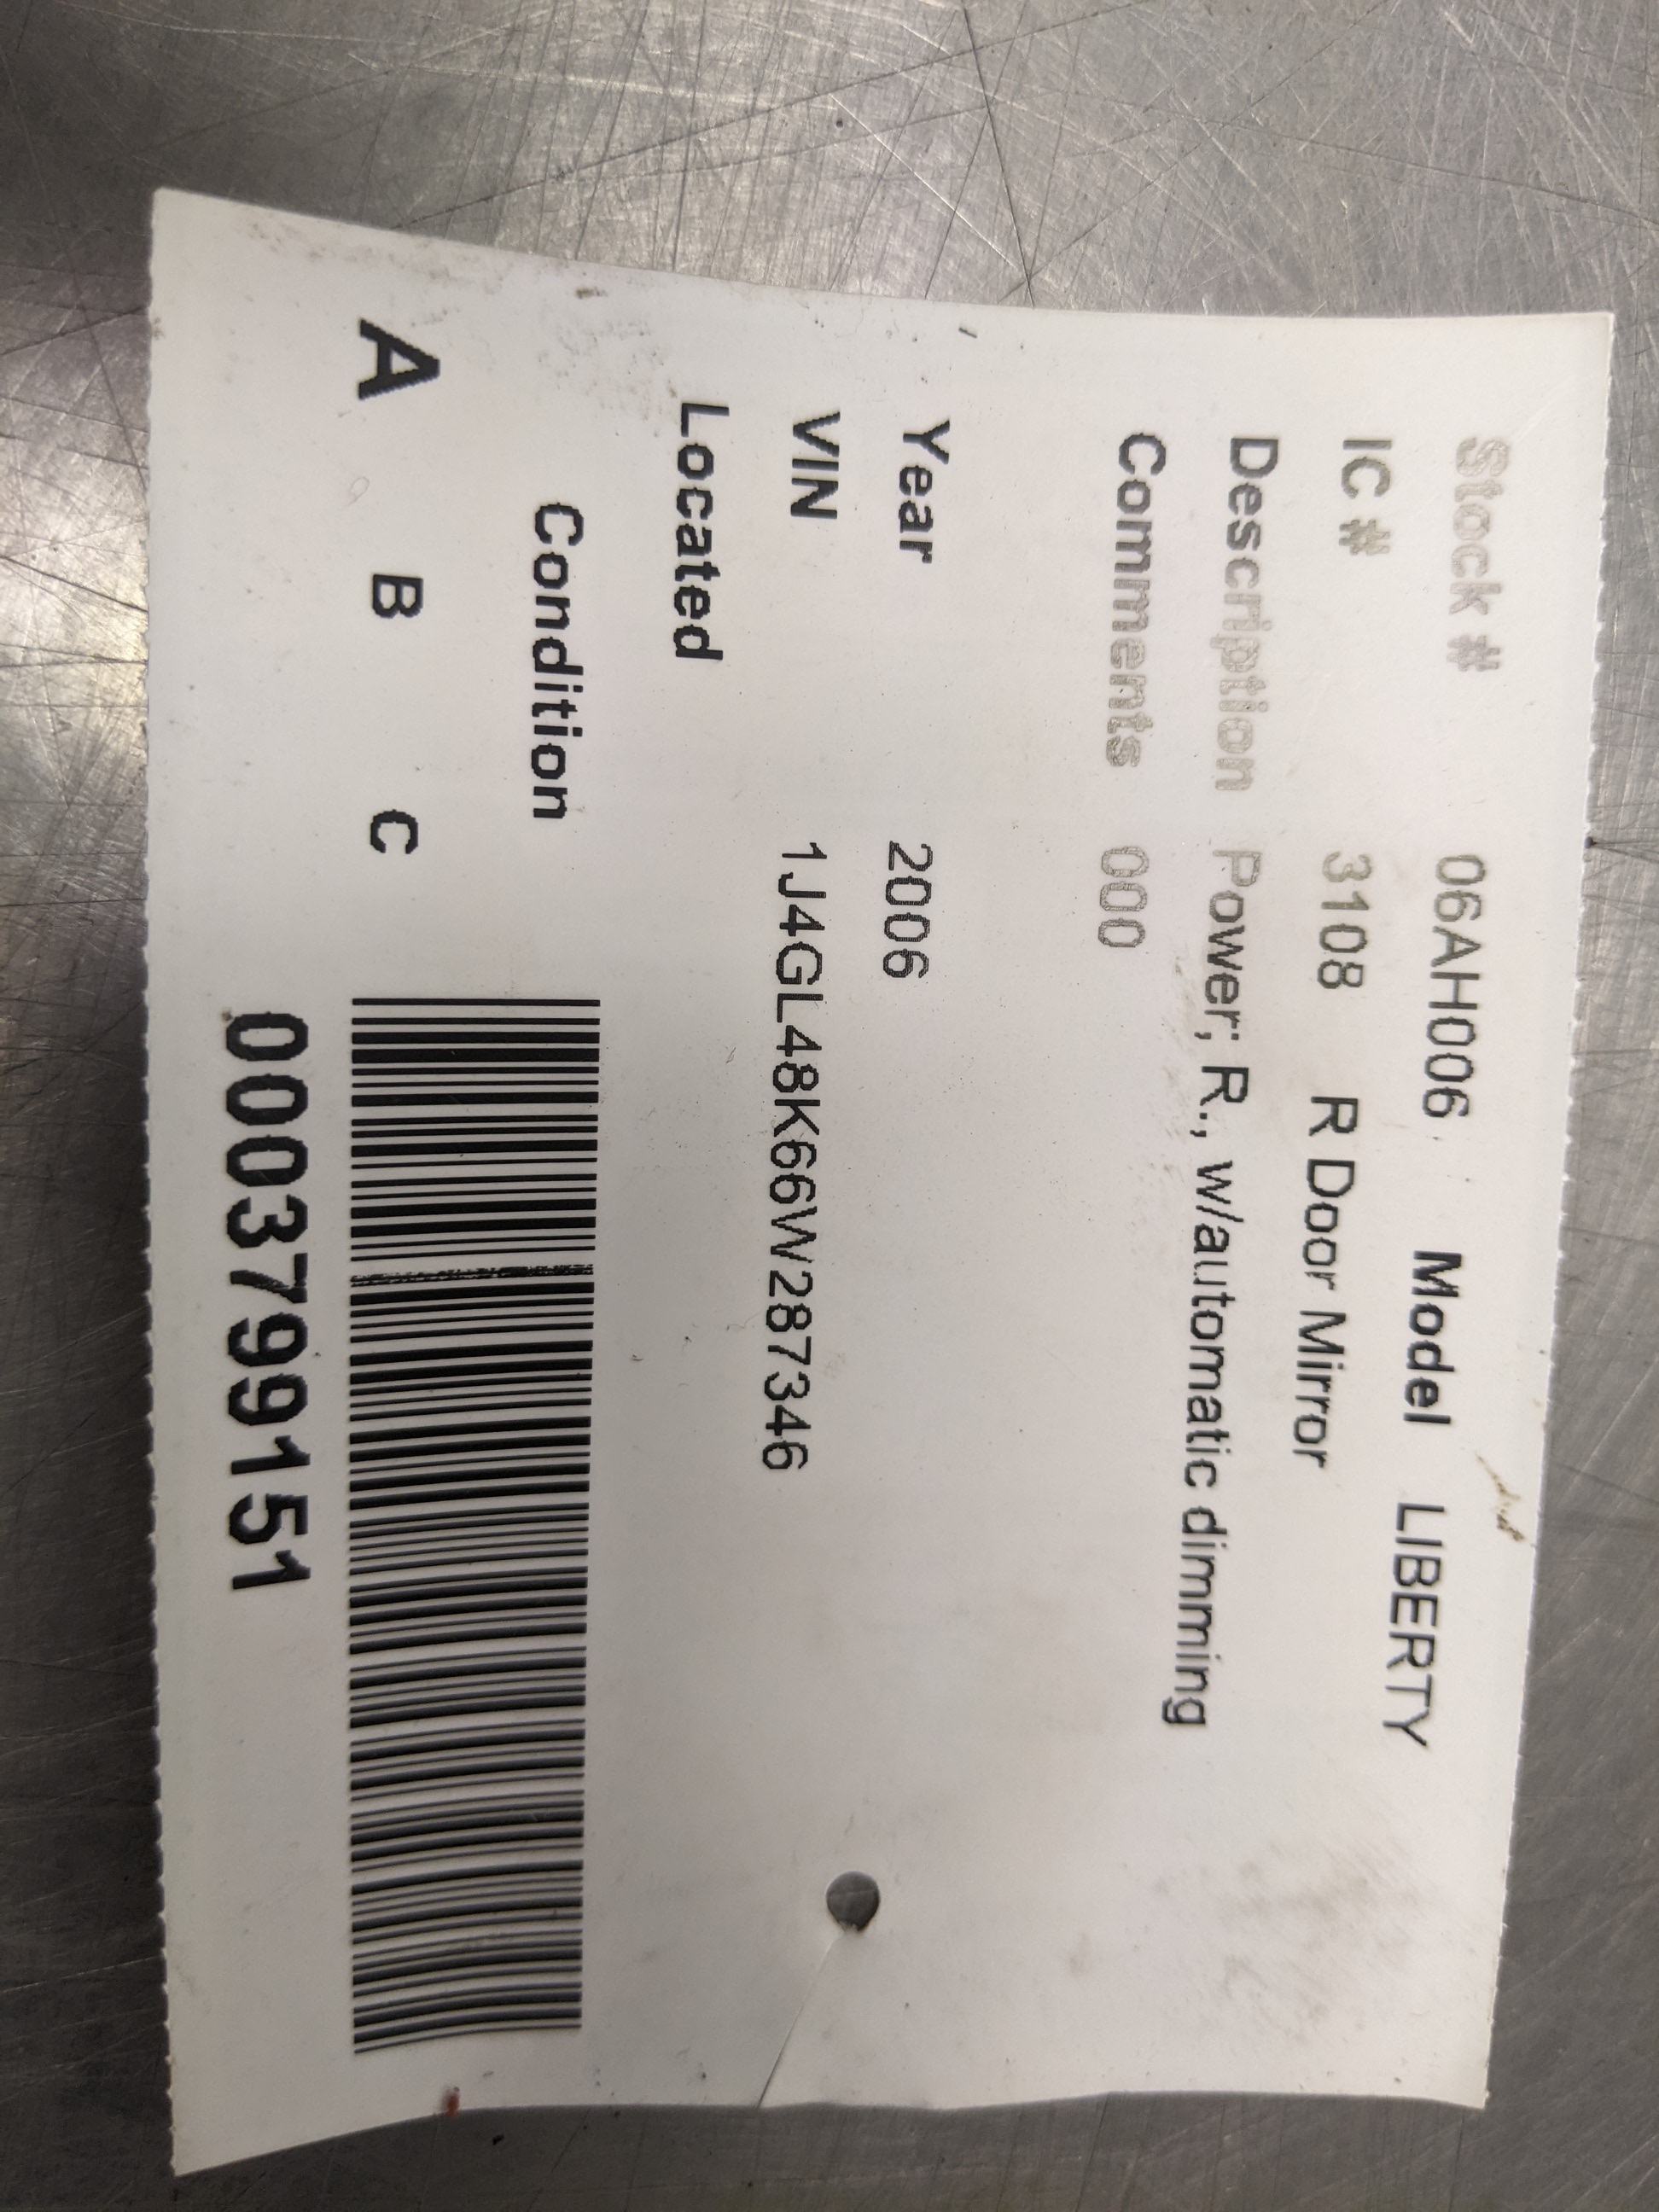 Stock # 06AH006 Model LIBERTY
IC # 3108 R Door Mirror
Description Power; R., w/automatic dimming
Comments 000
Year 2006
VIN 1J4GL48K66W287346
Located
Condition
A B C
0003799151